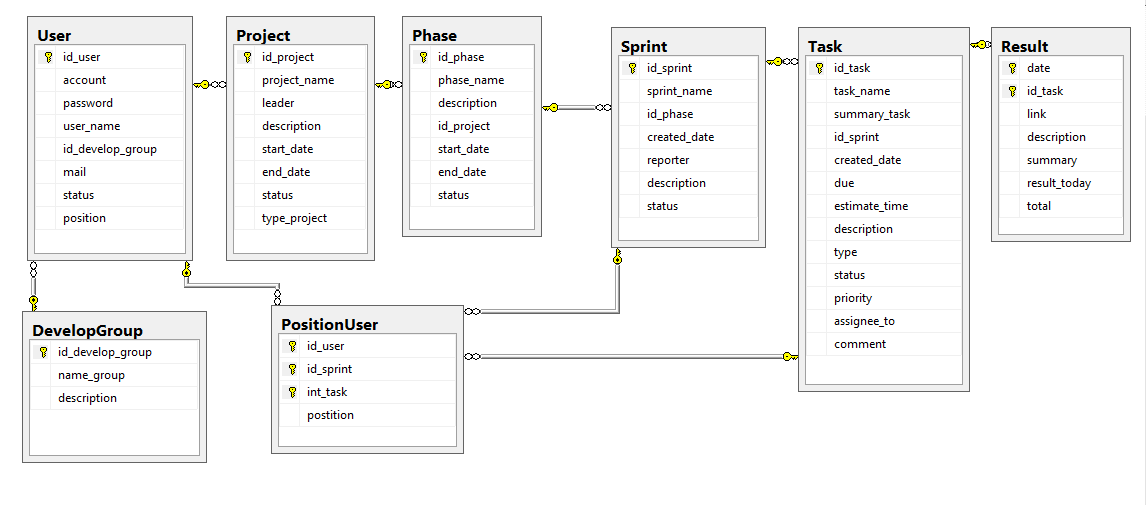 User
id_user
account
password
user_name
id_develop_group
mail
status
position
Project
id_project
project_name
leader
description
start_date
end_date
status
type_project
Phase
id_phase
phase_name
description
id_project
start_date
end_date
status
Sprint
id_sprint
sprint_name
id_phase
created_date
reporter
description
status
Task
id_task
task_name
summary_task
id_sprint
created_date
due
estimate_time
description
type
status
priority
assignee_to
comment
Result
date
id_task
link
description
summary
result_today
total
DevelopGroup
id_develop_group
name_group
description
PositionUser
id_user
id_sprint
int_task
postition